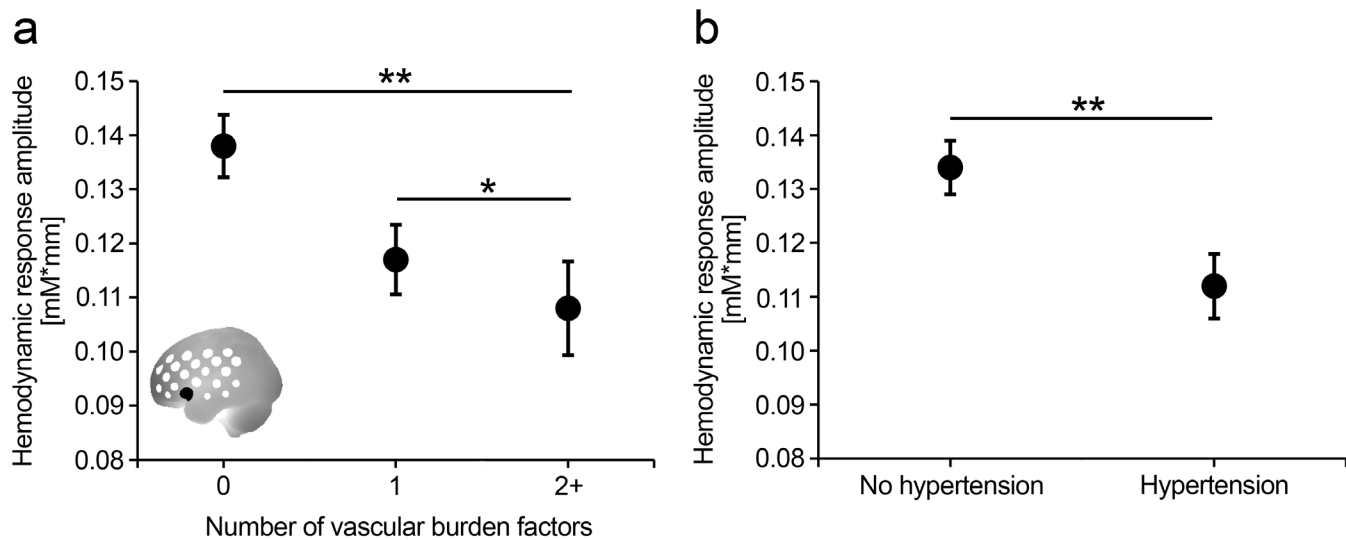 a
Hemodynamic response amplitude
[mM*mm]
0.15
0.14
0.13
0.12
0.11
0.10
0.09
0.08
**
*
0
1
2+
Number of vascular burden factors
b
Hemodynamic response amplitude
[mM*mm]
0.15
0.14
0.13
0.12
0.11
0.10
0.09
0.08
**
No hypertension
Hypertension